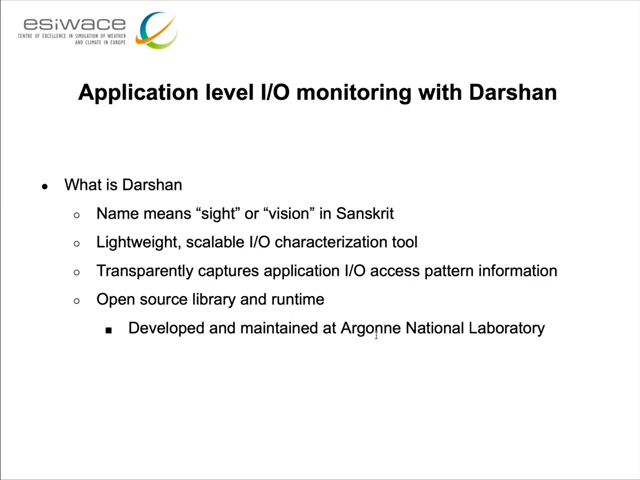 esiwace
CENTRE OF EXCELLENCE IN SIMULATION OF WEATHER
AND CLIMATE IN EUROPE
Application level I/O monitoring with Darshan
● What is Darshan
○ Name means “sight” or “vision” in Sanskrit
○ Lightweight, scalable I/O characterization tool
○ Transparently captures application I/O access pattern information
○ Open source library and runtime
■ Developed and maintained at Argonne National Laboratory